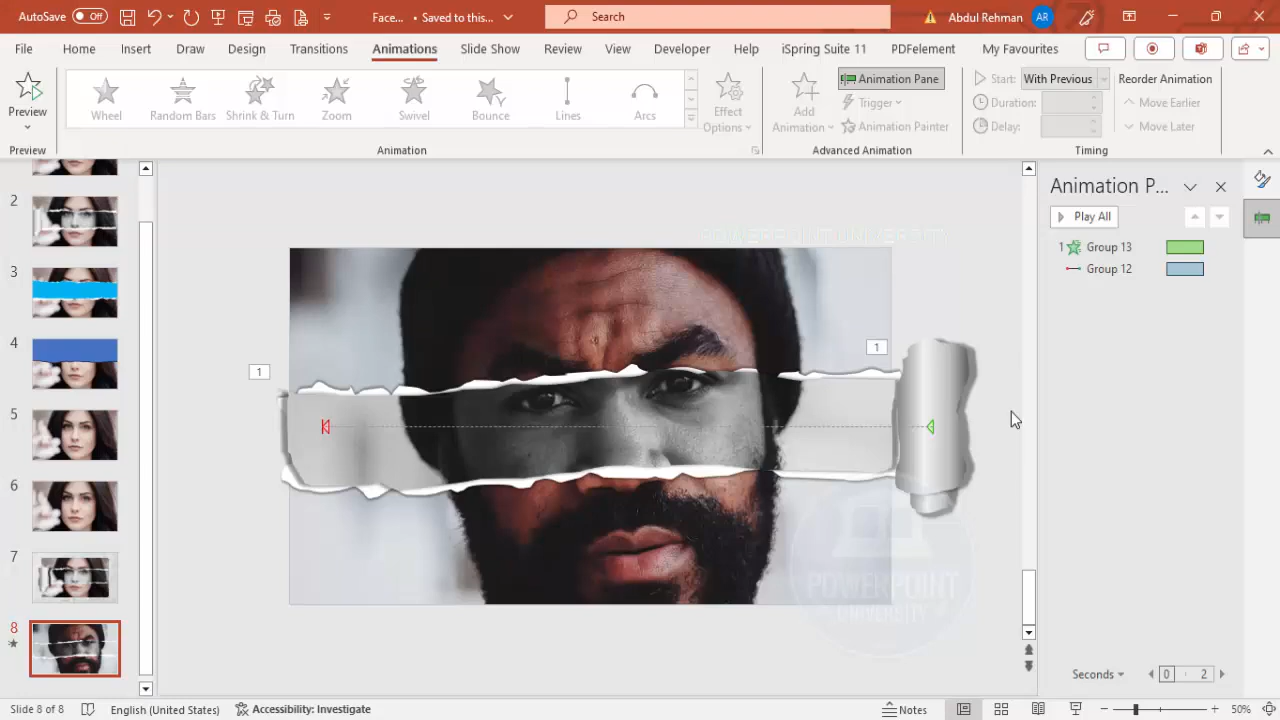 AutoSave Off Face... • Saved to this... Search Abdul Rehman AR
File Home Insert Draw Design Transitions Animations Slide Show Review View Developer Help iSpring Suite 11 PDFelement My Favourites
Preview
Wheel Random Bars Shrink & Turn Zoom Swivel Bounce Lines Arcs
Effect Options
Add Animation
Animation Pane
Trigger
Animation Painter
Start: With Previous
Duration:
Delay:
Reorder Animation
Move Earlier
Move Later
Preview Animation Advanced Animation Timing
Animation P...
Play All
1 Group 13
Group 12
Seconds 0 2
2
3
4
5
6
7
8
1
1
POWERPOINT UNIVERSITY
POWERPOINT
UNIVERSITY
Slide 8 of 8 English (United States) Accessibility: Investigate Notes 50%